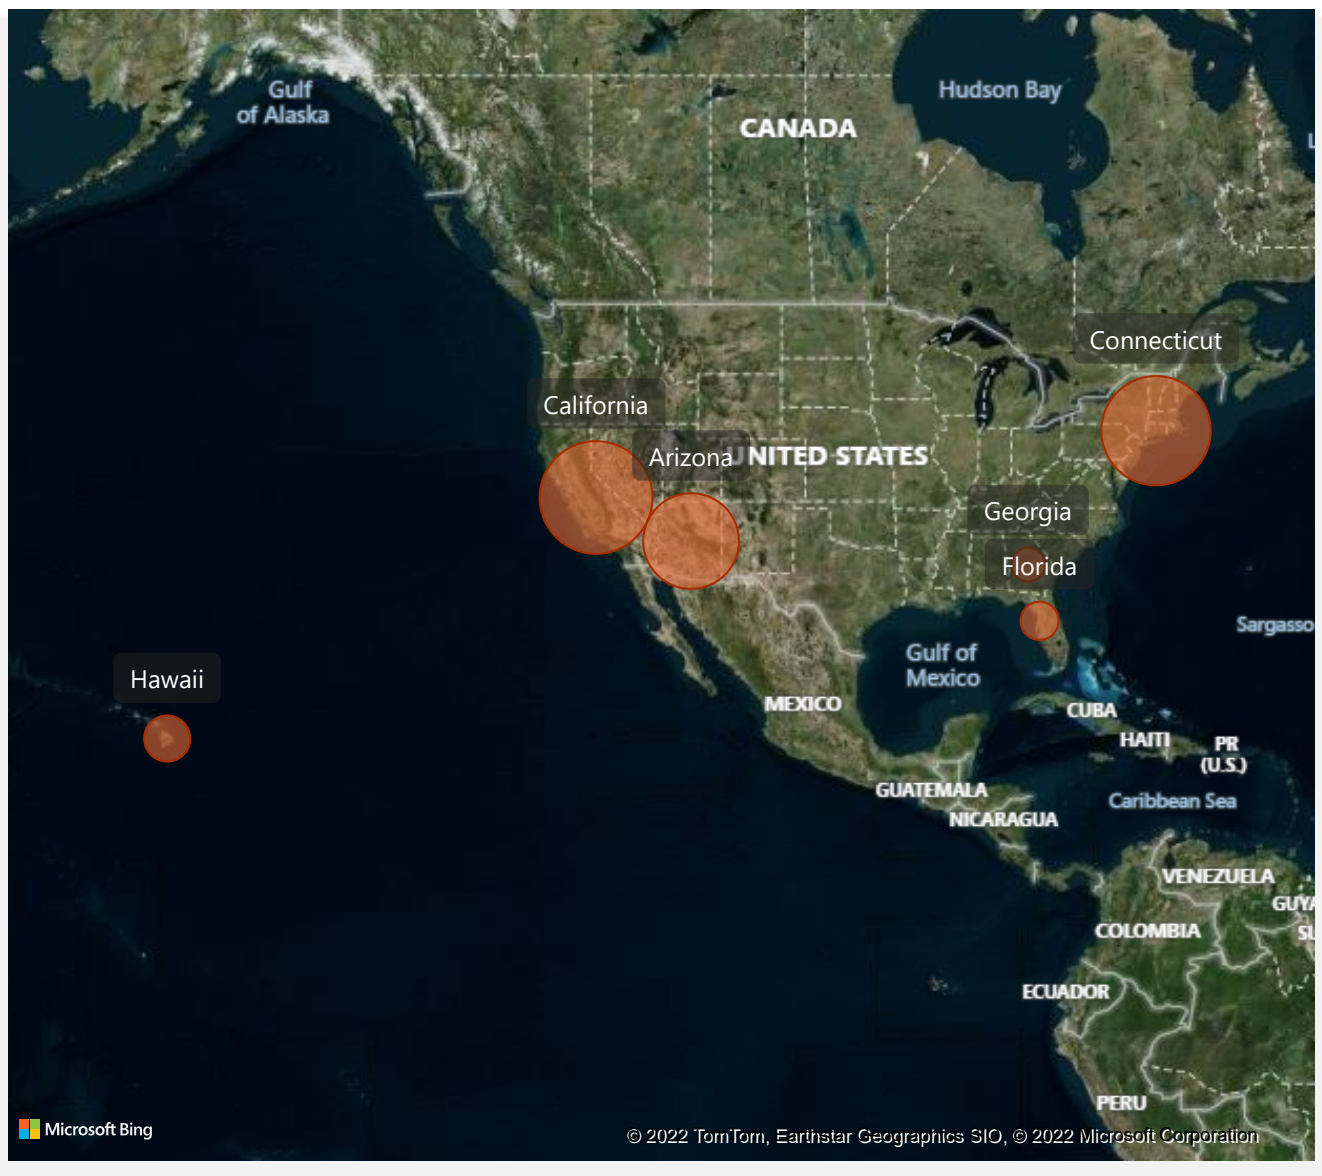 Gulf
of Alaska
Hudson Bay
CANADA
Connecticut
California
Arizona
UNITED STATES
Georgia
Florida
Sargasso
Gulf of
Mexico
Hawaii
MEXICO
CUBA
HAITI
PR
(U.S.)
GUATEMALA
Caribbean Sea
NICARAGUA
VENEZUELA
GUYA
COLOMBIA
SU
ECUADOR
PERU
Microsoft Bing
© 2022 TomTom, Earthstar Geographics SIO, © 2022 Microsoft Corporation